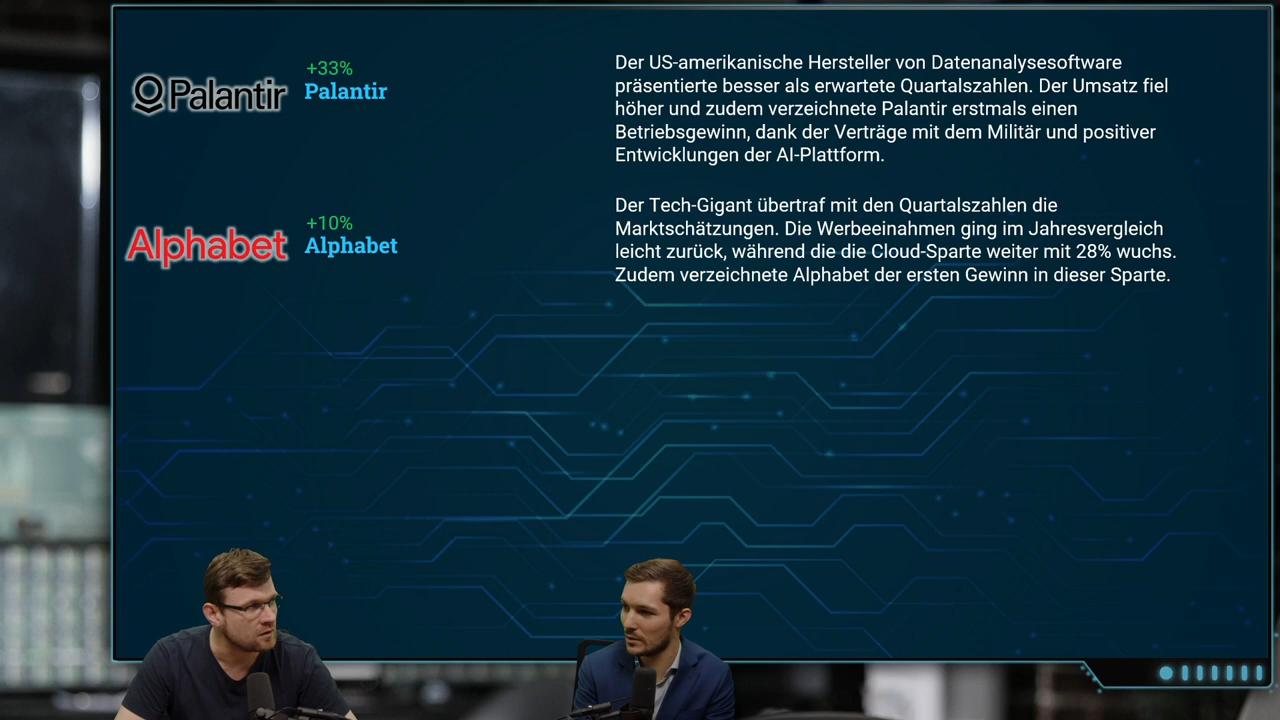 Palantir
+33%
Palantir
Der US-amerikanische Hersteller von Datenanalysesoftware
präsentierte besser als erwartete Quartalszahlen. Der Umsatz fiel
höher und zudem verzeichnete Palantir erstmals einen
Betriebsgewinn, dank der Verträge mit dem Militär und positiver
Entwicklungen der AI-Plattform.
Alphabet
+10%
Alphabet
Der Tech-Gigant übertraf mit den Quartalszahlen die
Marktschätzungen. Die Werbeeinahmen ging im Jahresvergleich
leicht zurück, während die die Cloud-Sparte weiter mit 28% wuchs.
Zudem verzeichnete Alphabet der ersten Gewinn in dieser Sparte.